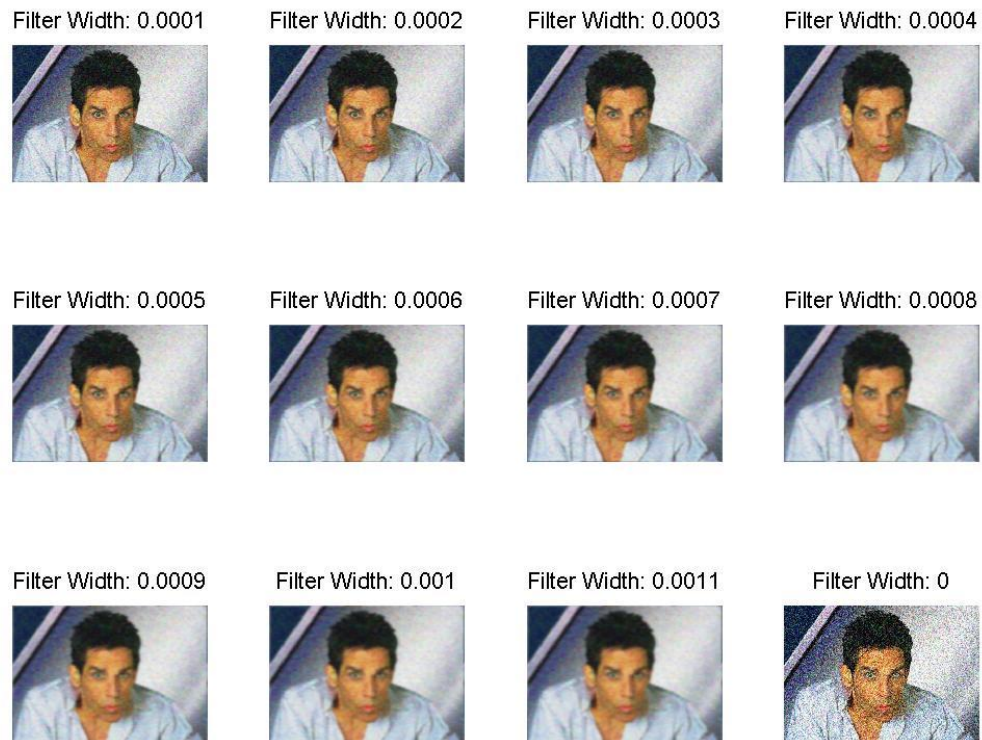 Filter Width: 0.0001
Filter Width: 0.0002
Filter Width: 0.0003
Filter Width: 0.0004
Filter Width: 0.0005
Filter Width: 0.0006
Filter Width: 0.0007
Filter Width: 0.0008
Filter Width: 0.0009
Filter Width: 0.001
Filter Width: 0.0011
Filter Width: 0